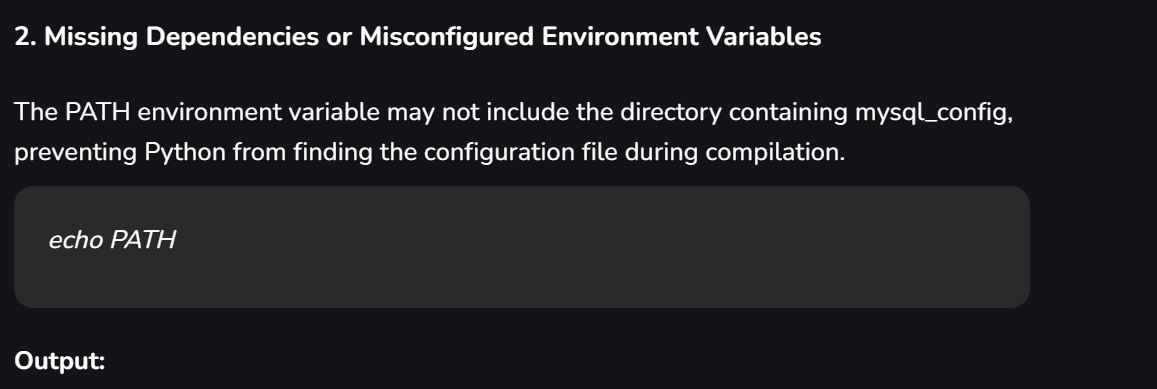 2. Missing Dependencies or Misconfigured Environment Variables
The PATH environment variable may not include the directory containing mysql_config,
preventing Python from finding the configuration file during compilation.
echo PATH
Output: